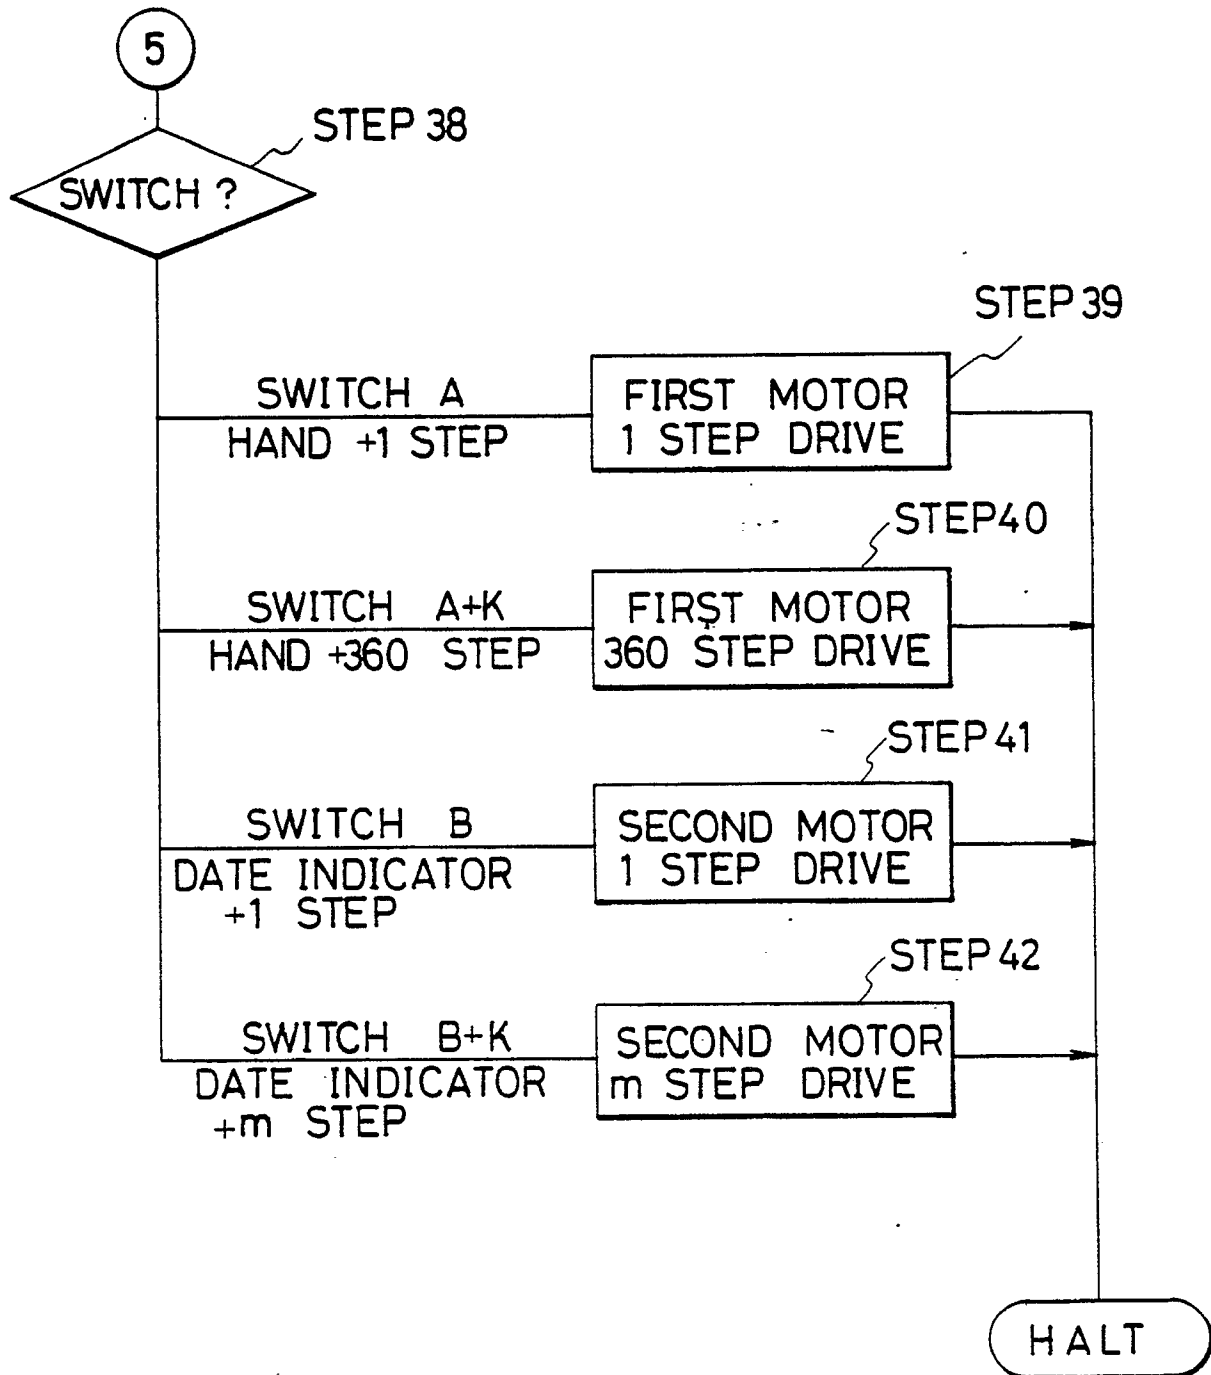 5
STEP 38
SWITCH ?
STEP 39
SWITCH A
HAND +1 STEP
FIRST MOTOR
1 STEP DRIVE
STEP 40
SWITCH A+K
HAND +360 STEP
FIRST MOTOR
360 STEP DRIVE
STEP 41
SWITCH B
DATE INDICATOR
+1 STEP
SECOND MOTOR
1 STEP DRIVE
STEP 42
SWITCH B+K
DATE INDICATOR
+m STEP
SECOND MOTOR
m STEP DRIVE
HALT